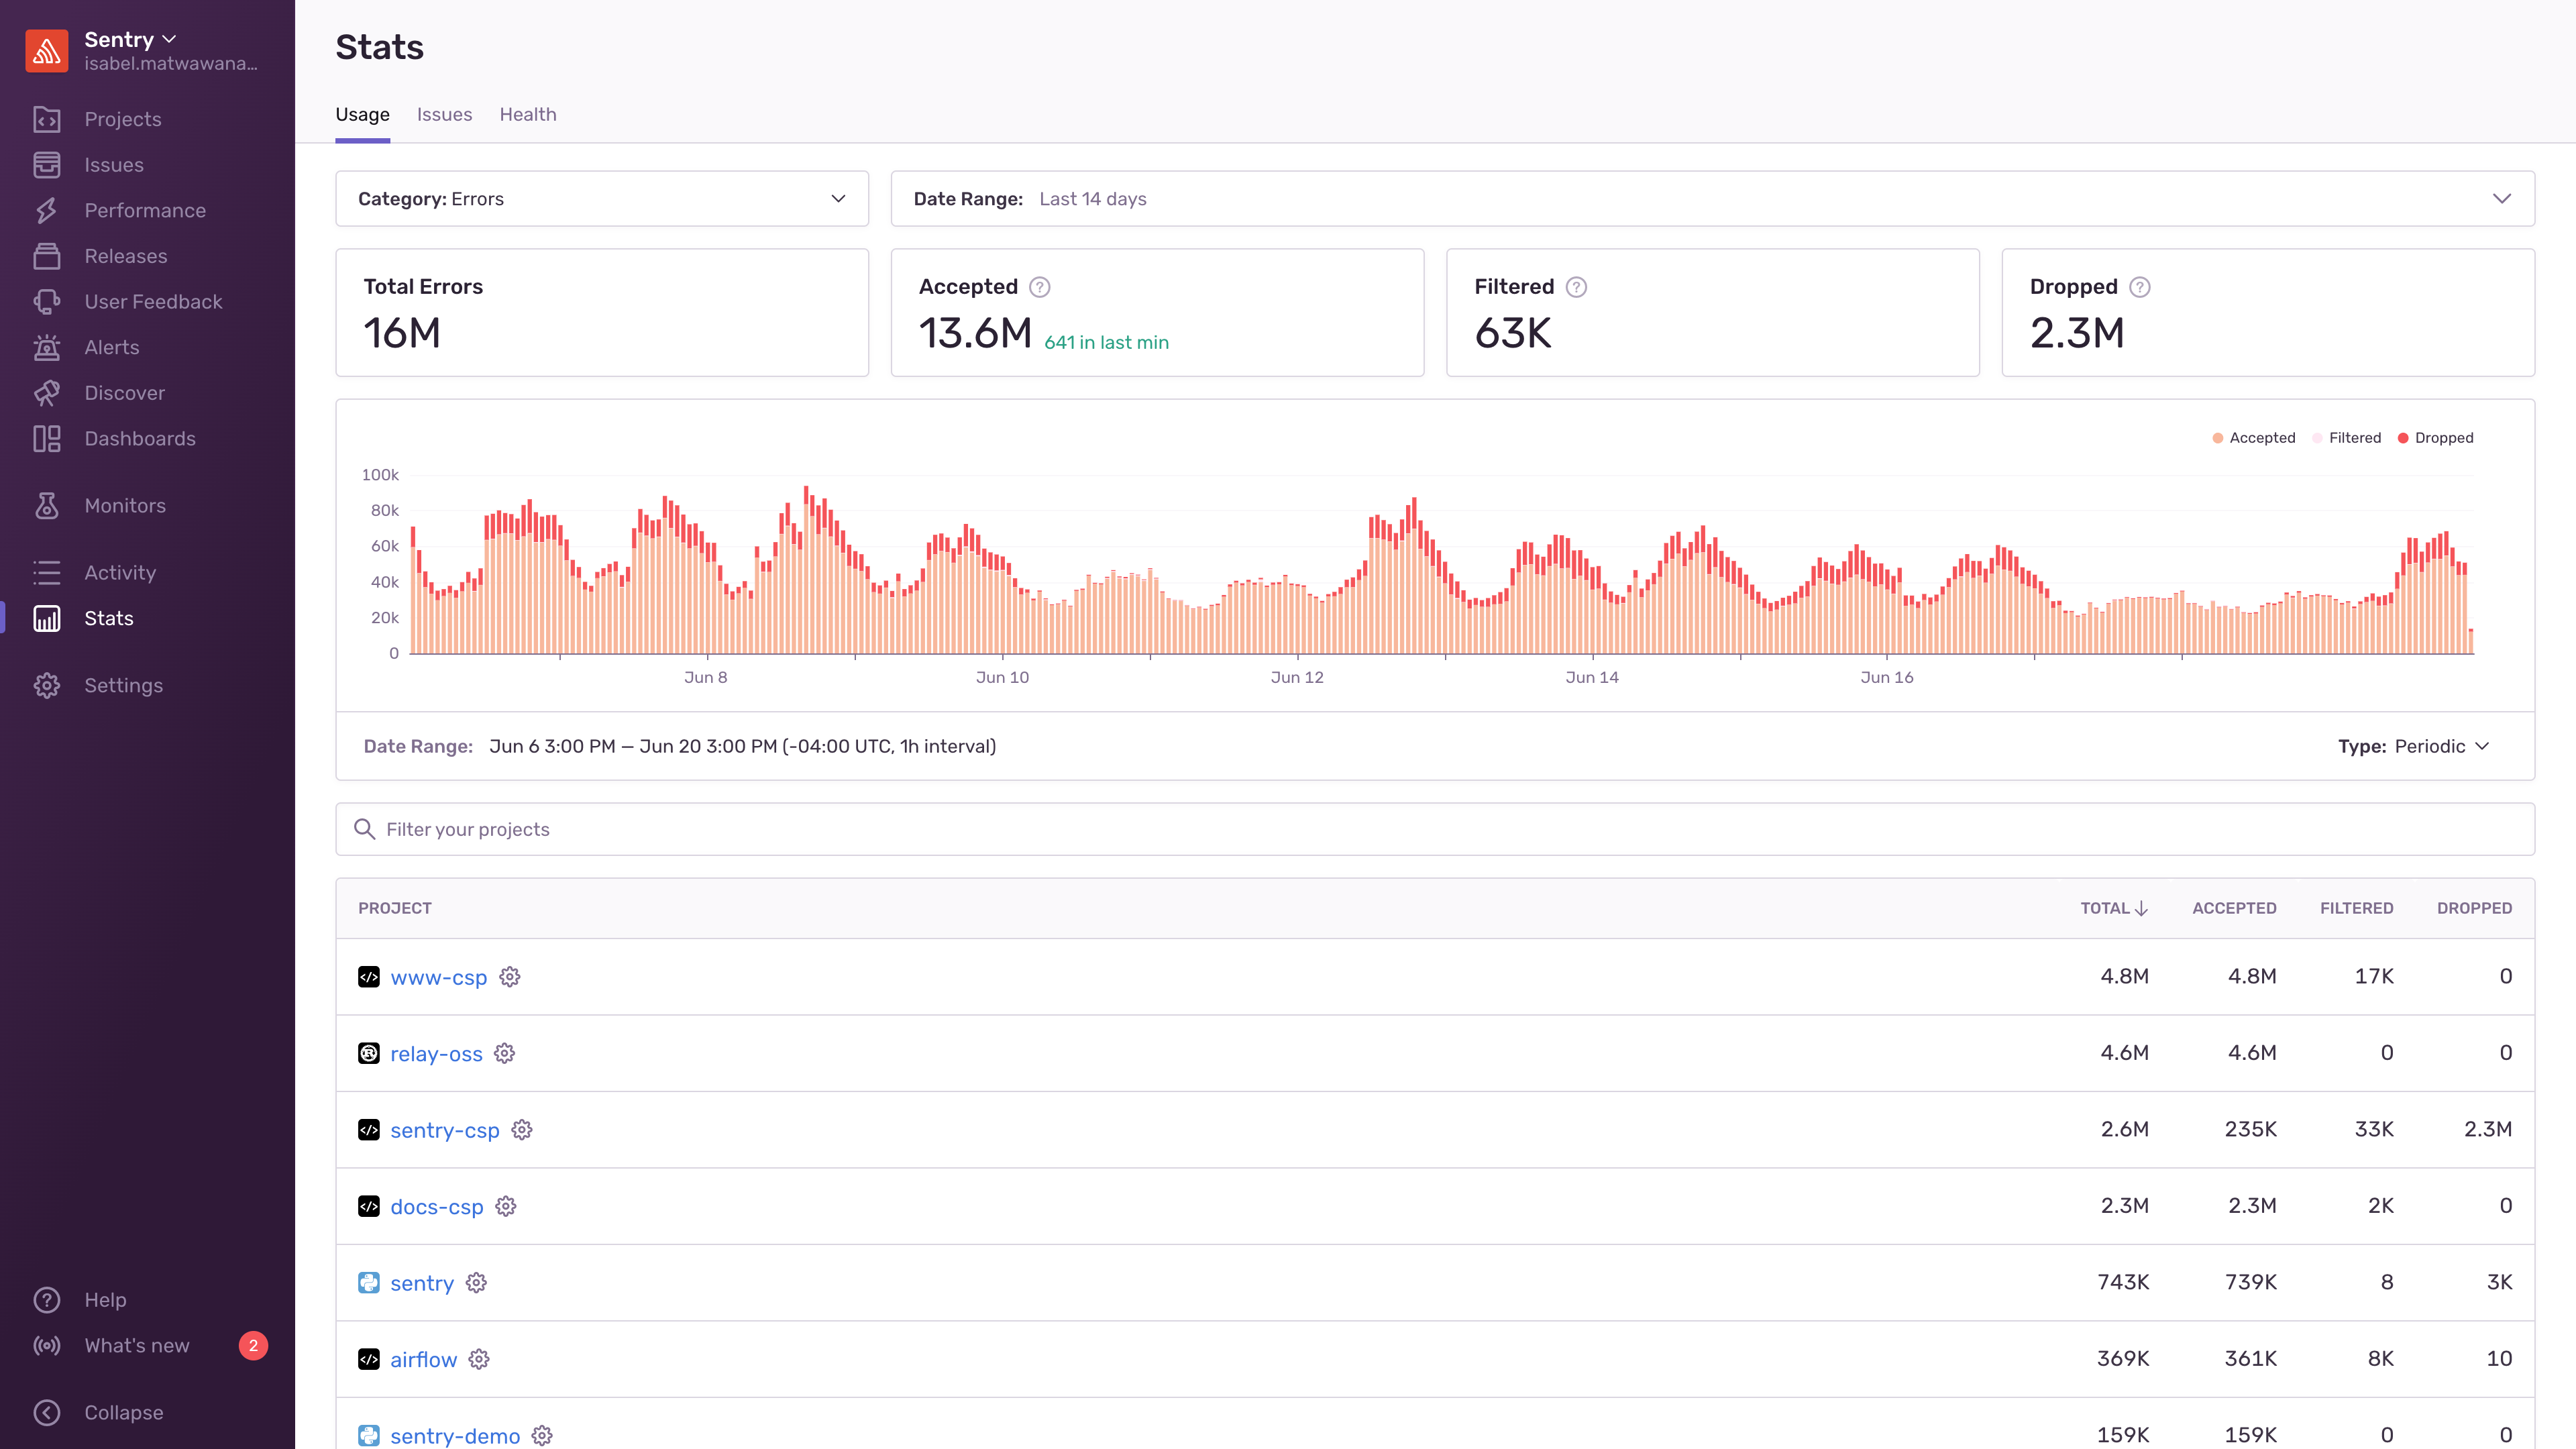 Sentry
isabel.matwawana...
Projects
Issues
Performance
Releases
User Feedback
Alerts
Discover
Dashboards
Monitors
Activity
Stats
Settings
Help
What's new 2
Collapse
Stats
Usage Issues Health
Category: Errors
Date Range: Last 14 days
Total Errors
16M
Accepted ?
13.6M 641 in last min
Filtered ?
63K
Dropped ?
2.3M
Accepted Filtered Dropped
100k
80k
60k
40k
20k
0
Jun 8 Jun 10 Jun 12 Jun 14 Jun 16
Date Range: Jun 6 3:00 PM — Jun 20 3:00 PM (-04:00 UTC, 1h interval)
Type: Periodic
Filter your projects
PROJECT TOTAL ACCEPTED FILTERED DROPPED
www-csp 4.8M 4.8M 17K 0
relay-oss 4.6M 4.6M 0 0
sentry-csp 2.6M 235K 33K 2.3M
docs-csp 2.3M 2.3M 2K 0
sentry 743K 739K 8 3K
airflow 369K 361K 8K 10
sentry-demo 159K 159K 0 0